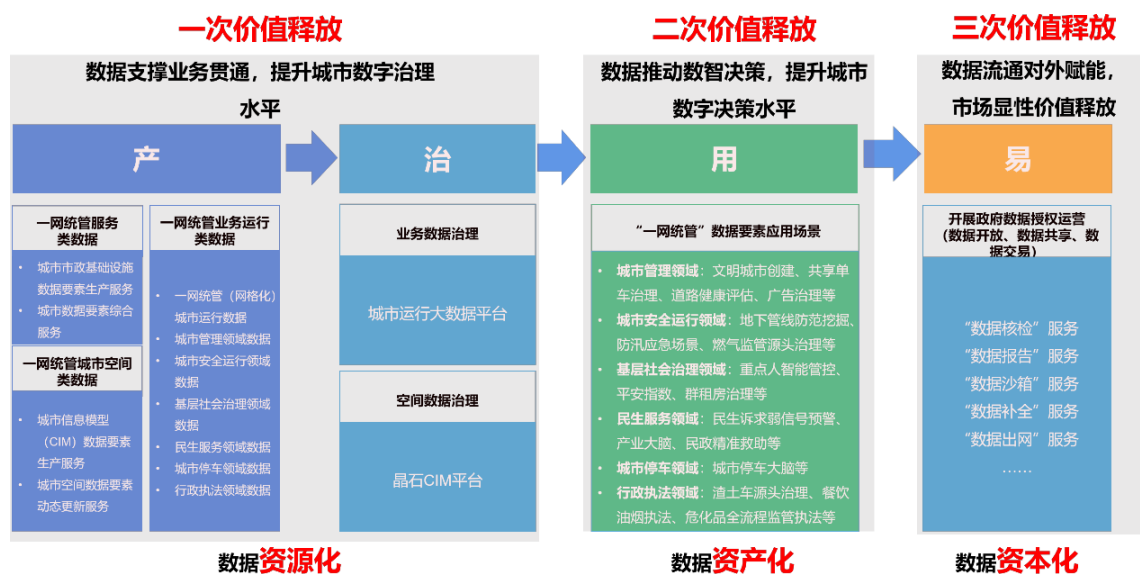 一次价值释放
二次价值释放
三次价值释放
数据支撑业务贯通，提升城市数字治理
水平
数据推动数智决策，提升城市
数字决策水平
数据流通对外赋能，
市场显性价值释放
产
治
用
易
一网统管服务
类数据
• 城市市政基础设施
数据要素生产服务
• 城市数据要素综合
服务
一网统管城市空间
类数据
• 城市信息模型
（CIM）数据要素
生产服务
• 城市空间数据要素
动态更新服务
一网统管业务运行
类数据
• 一网统管（网格化）
城市运行数据
• 城市管理领域数据
• 城市安全运行领域
数据
• 基层社会治理领域
数据
• 民生服务领域数据
• 城市停车领域数据
• 行政执法领域数据
业务数据治理
城市运行大数据平台
空间数据治理
晶石CIM平台
“一网统管”数据要素应用场景
• 城市管理领域：文明城市创建、共享单
车治理、道路健康评估、广告治理等
• 城市安全运行领域：地下管线防范挖掘、
防汛应急场景、燃气监管源头治理等
• 基层社会治理领域：重点人智能管控、
平安指数、群租房治理等
• 民生服务领域：民生诉求弱信号预警、
产业大脑、民政精准救助等
• 城市停车领域：城市停车大脑等
• 行政执法领域：渣土车源头治理、餐饮
油烟执法、危化品全流程监管执法等
开展政府数据授权运营
（数据开放、数据共享、数
据交易）
“数据核检”服务
“数据报告”服务
“数据沙箱”服务
“数据补全”服务
“数据出网”服务
……
数据资源化
数据资产化
数据资本化